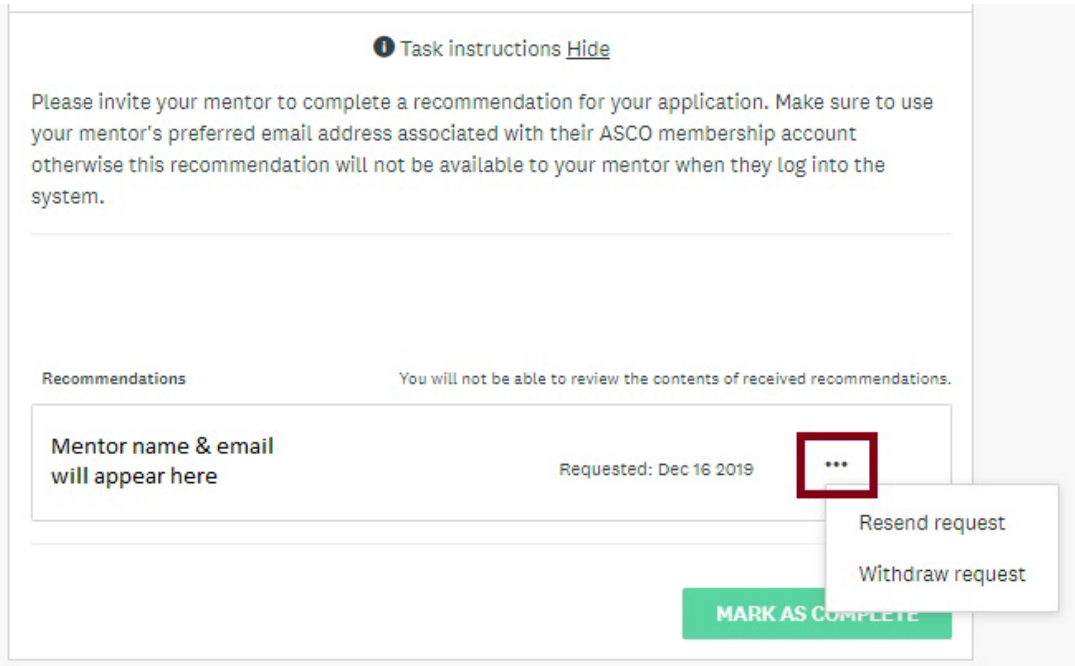 Task instructions Hide
Please invite your mentor to complete a recommendation for your application. Make sure to use
your mentor's preferred email address associated with their ASCO membership account
otherwise this recommendation will not be available to your mentor when they log into the
system.
Recommendations You will not be able to review the contents of received recommendations.
Mentor name & email
will appear here
Requested: Dec 16 2019 •••
Resend request
Withdraw request
MARK AS COMPLETE